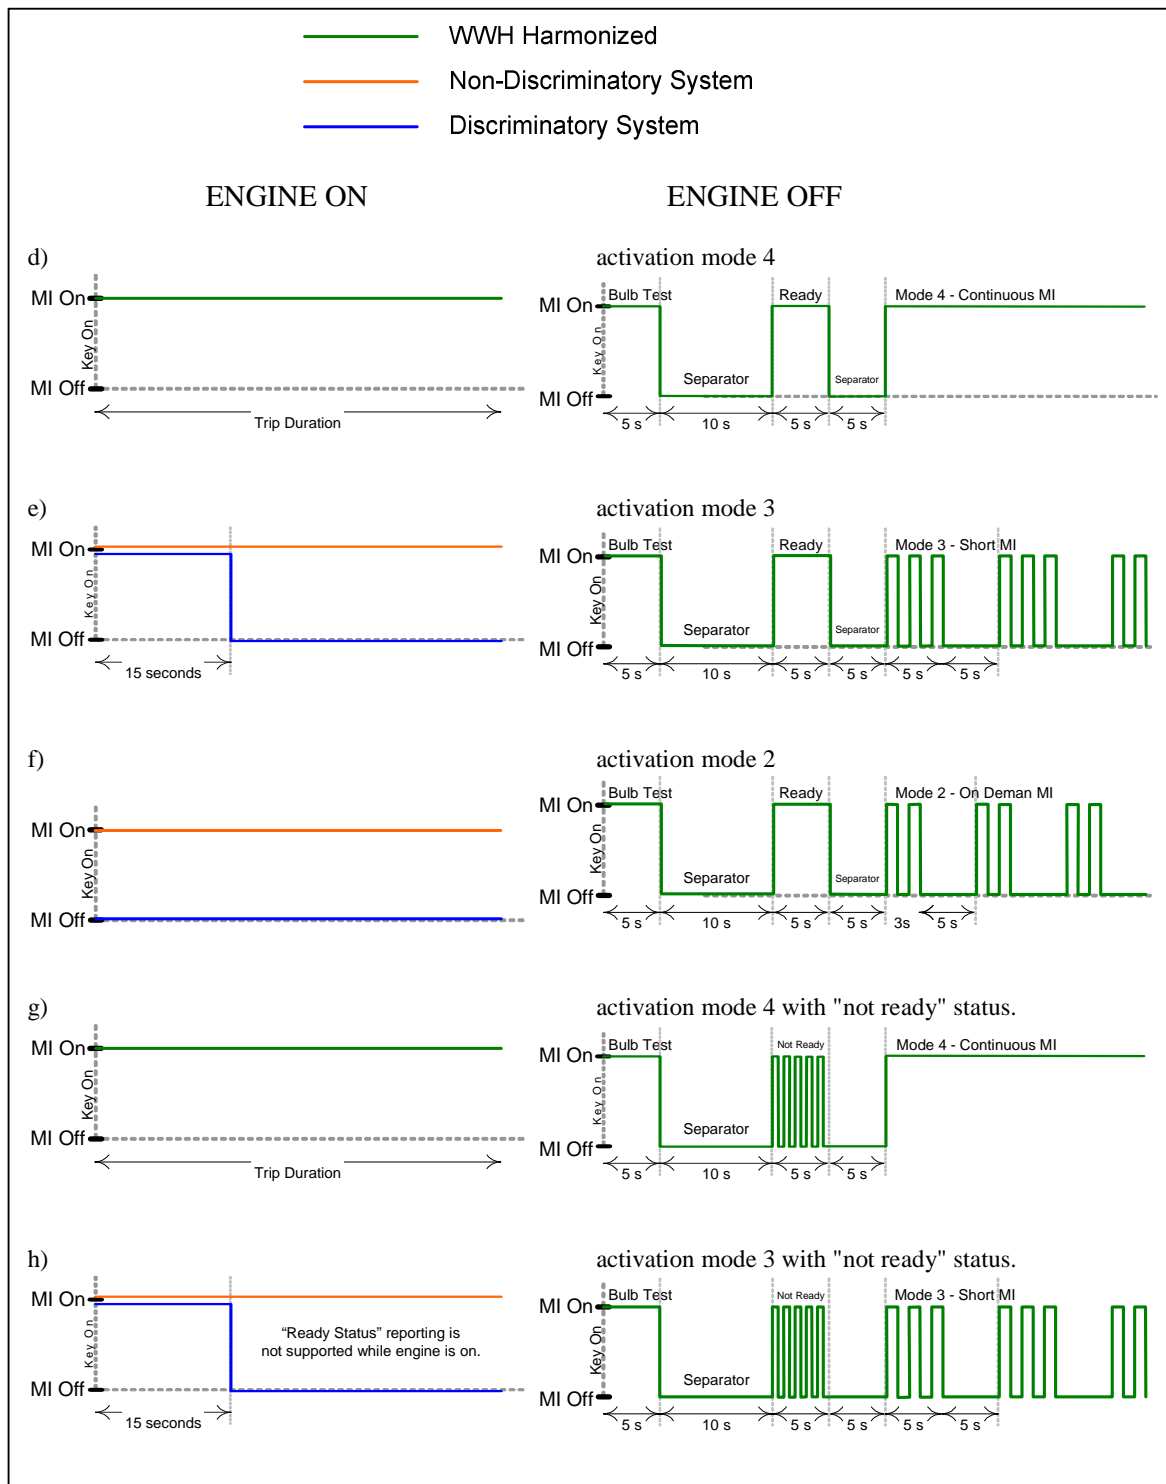 WWH Harmonized
Non-Discriminatory System
Discriminatory System
ENGINE ON
ENGINE OFF
d)
activation mode 4
MI On
Key On
MI Off
Trip Duration
MI On
Bulb Test
Ready
Mode 4 - Continuous MI
Key On
Separator
Separator
MI Off
5 s
10 s
5 s
5 s
e)
activation mode 3
MI On
Key On
MI Off
15 seconds
MI On
Bulb Test
Ready
Mode 3 - Short MI
Key On
Separator
Separator
MI Off
5 s
10 s
5 s
5 s
5 s
5 s
f)
activation mode 2
MI On
Key On
MI Off
MI On
Bulb Test
Ready
Mode 2 - On Deman MI
Key On
Separator
Separator
MI Off
5 s
10 s
5 s
5 s
3s
5 s
g)
activation mode 4 with "not ready" status.
MI On
Key On
MI Off
Trip Duration
MI On
Bulb Test
Not Ready
Mode 4 - Continuous MI
Key On
Separator
MI Off
5 s
10 s
5 s
5 s
h)
activation mode 3 with "not ready" status.
MI On
Key On
“Ready Status” reporting is
not supported while engine is on.
MI Off
15 seconds
MI On
Bulb Test
Not Ready
Mode 3 - Short MI
Key On
Separator
MI Off
5 s
10 s
5 s
5 s
5 s
5 s